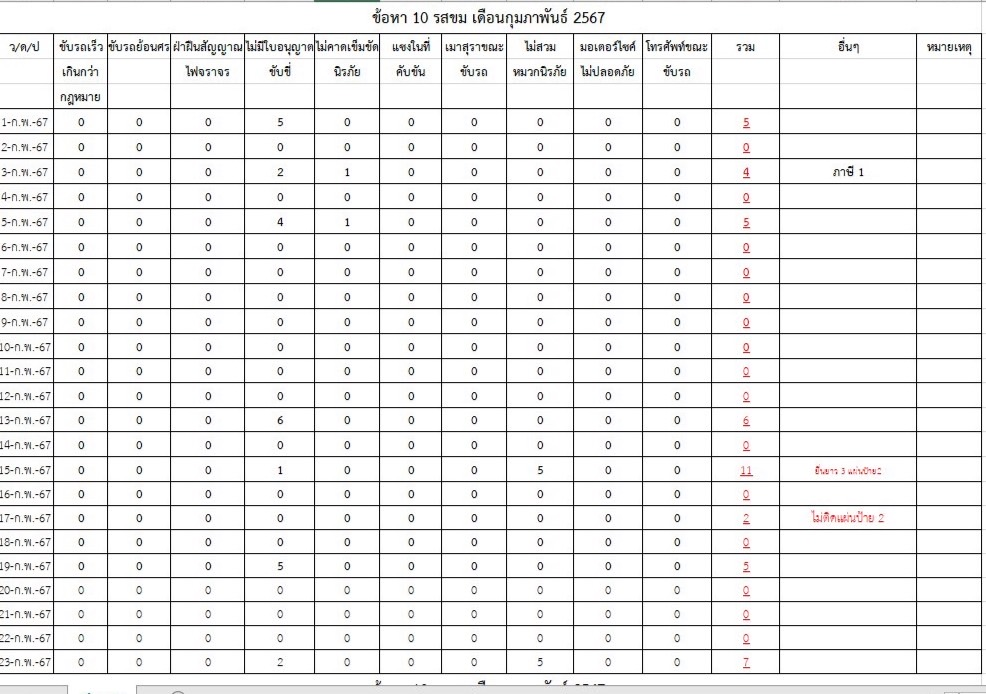 ข้อหา 10 รสขม เดือนกุมภาพันธ์ 2567
ว/ด/ป ขับรถเร็ว ขับรถย้อนศร ฝ่าฝืนสัญญาณ ไม่มีใบอนุญาต ไม่คาดเข็มขัด แซงในที่ เมาสุราขณะ ไม่สวม มอเตอร์ไซค์ โทรศัพท์ขณะ รวม อื่นๆ หมายเหตุ
เกินกว่า ไฟจราจร ขับขี่ นิรภัย คับขัน ขับรถ หมวกนิรภัย ไม่ปลอดภัย ขับรถ
กฎหมาย
1-ก.พ.-67 0 0 0 5 0 0 0 0 0 0 5
2-ก.พ.-67 0 0 0 0 0 0 0 0 0 0 0
3-ก.พ.-67 0 0 0 2 1 0 0 0 0 0 4 ภาษี 1
4-ก.พ.-67 0 0 0 0 0 0 0 0 0 0 0
5-ก.พ.-67 0 0 0 4 1 0 0 0 0 0 5
6-ก.พ.-67 0 0 0 0 0 0 0 0 0 0 0
7-ก.พ.-67 0 0 0 0 0 0 0 0 0 0 0
8-ก.พ.-67 0 0 0 0 0 0 0 0 0 0 0
9-ก.พ.-67 0 0 0 0 0 0 0 0 0 0 0
10-ก.พ.-67 0 0 0 0 0 0 0 0 0 0 0
11-ก.พ.-67 0 0 0 0 0 0 0 0 0 0 0
12-ก.พ.-67 0 0 0 0 0 0 0 0 0 0 0
13-ก.พ.-67 0 0 0 6 0 0 0 0 0 0 6
14-ก.พ.-67 0 0 0 0 0 0 0 0 0 0 0
15-ก.พ.-67 0 0 0 1 0 0 0 5 0 0 11 3 แผ่นป้าย2
16-ก.พ.-67 0 0 0 0 0 0 0 0 0 0 0
17-ก.พ.-67 0 0 0 0 0 0 0 0 0 0 2 ไม่ติดแผ่นป้าย 2
18-ก.พ.-67 0 0 0 0 0 0 0 0 0 0 0
19-ก.พ.-67 0 0 0 5 0 0 0 0 0 0 5
20-ก.พ.-67 0 0 0 0 0 0 0 0 0 0 0
21-ก.พ.-67 0 0 0 0 0 0 0 0 0 0 0
22-ก.พ.-67 0 0 0 0 0 0 0 0 0 0 0
23-ก.พ.-67 0 0 0 2 0 0 0 5 0 0 7